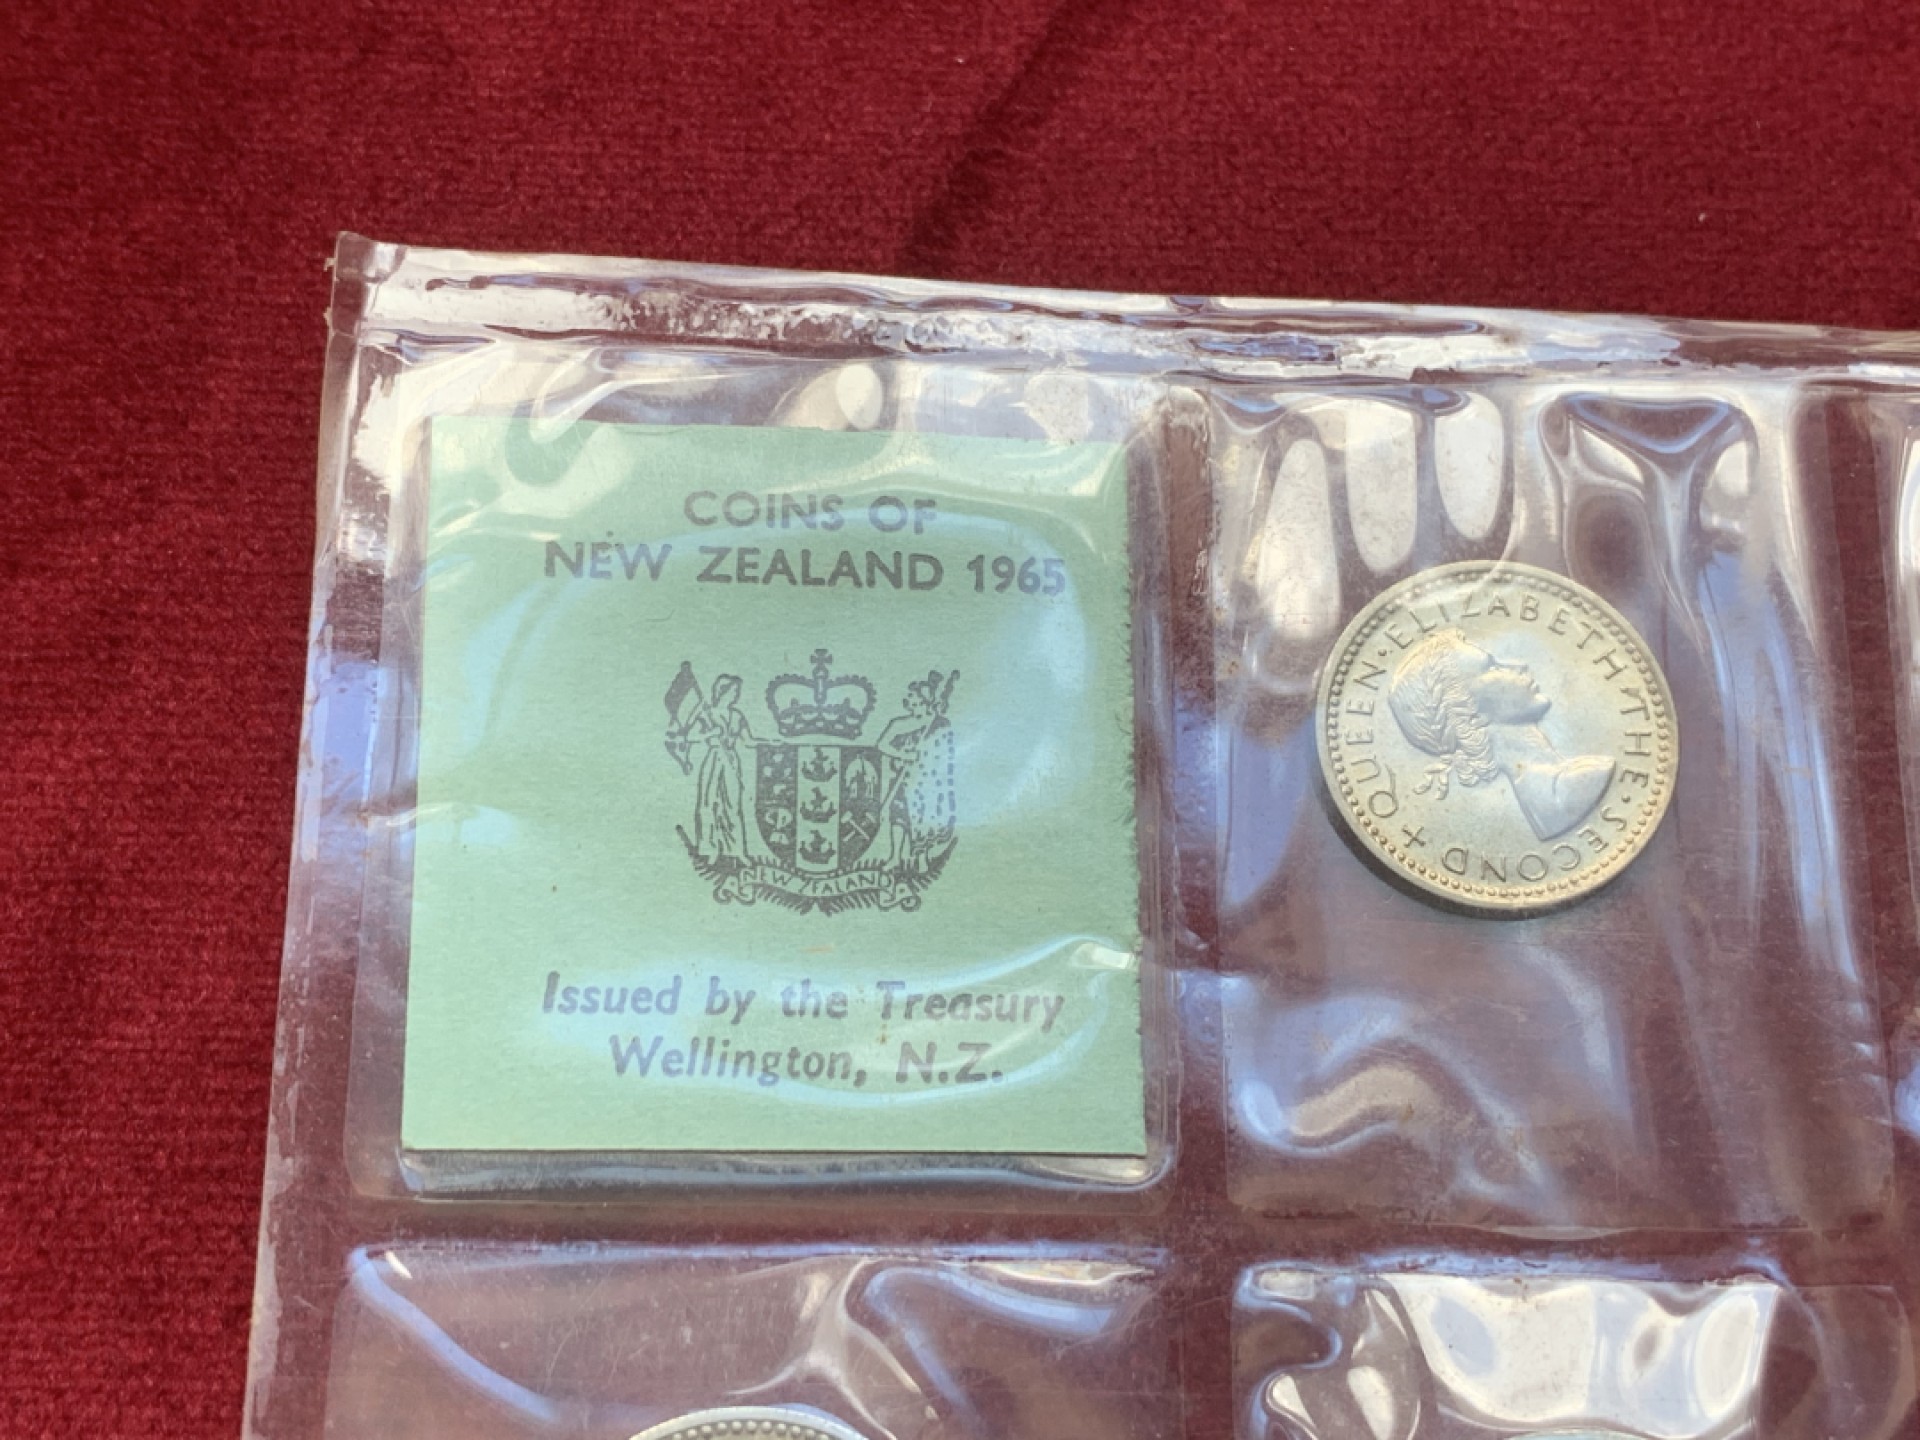 COINS OF
NEW ZEALAND 1965
NEW ZEALAND
Issued by the Treasury
Wellington, N.Z.
+ QUEEN·ELIZABETH·THE·SECOND